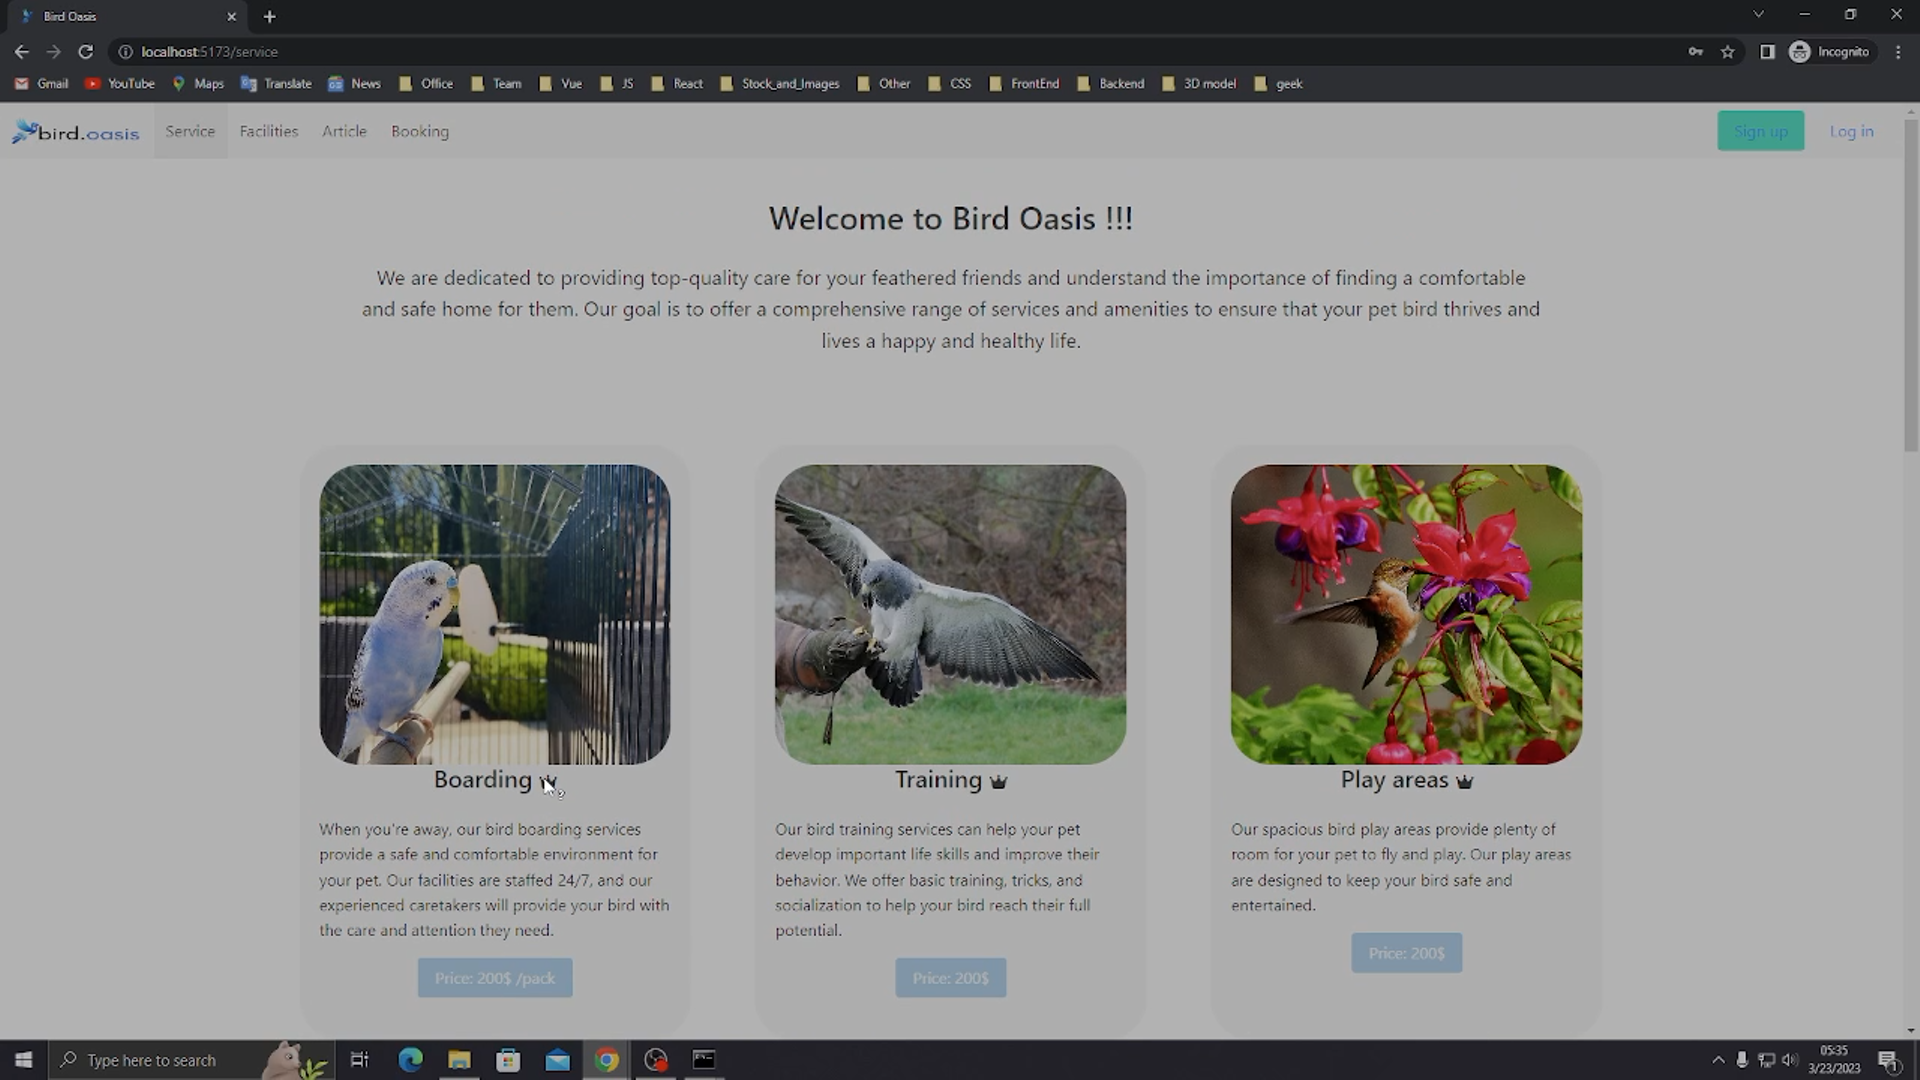 Bird Oasis
localhost:5173/service
Incognito
Gmail YouTube Maps Translate News Office Team Vue JS React Stock_and_Images Other CSS FrontEnd Backend 3D model geek
bird.oasis Service Facilities Article Booking Sign up Log in
Welcome to Bird Oasis !!!
We are dedicated to providing top-quality care for your feathered friends and understand the importance of finding a comfortable
and safe home for them. Our goal is to offer a comprehensive range of services and amenities to ensure that your pet bird thrives and
lives a happy and healthy life.
Boarding
When you're away, our bird boarding services
provide a safe and comfortable environment for
your pet. Our facilities are staffed 24/7, and our
experienced caretakers will provide your bird with
the care and attention they need.
Price: 200$ /pack
Training
Our bird training services can help your pet
develop important life skills and improve their
behavior. We offer basic training, tricks, and
socialization to help your bird reach their full
potential.
Price: 200$
Play areas
Our spacious bird play areas provide plenty of
room for your pet to fly and play. Our play areas
are designed to keep your bird safe and
entertained.
Price: 200$
Type here to search
05:35
3/23/2023
1